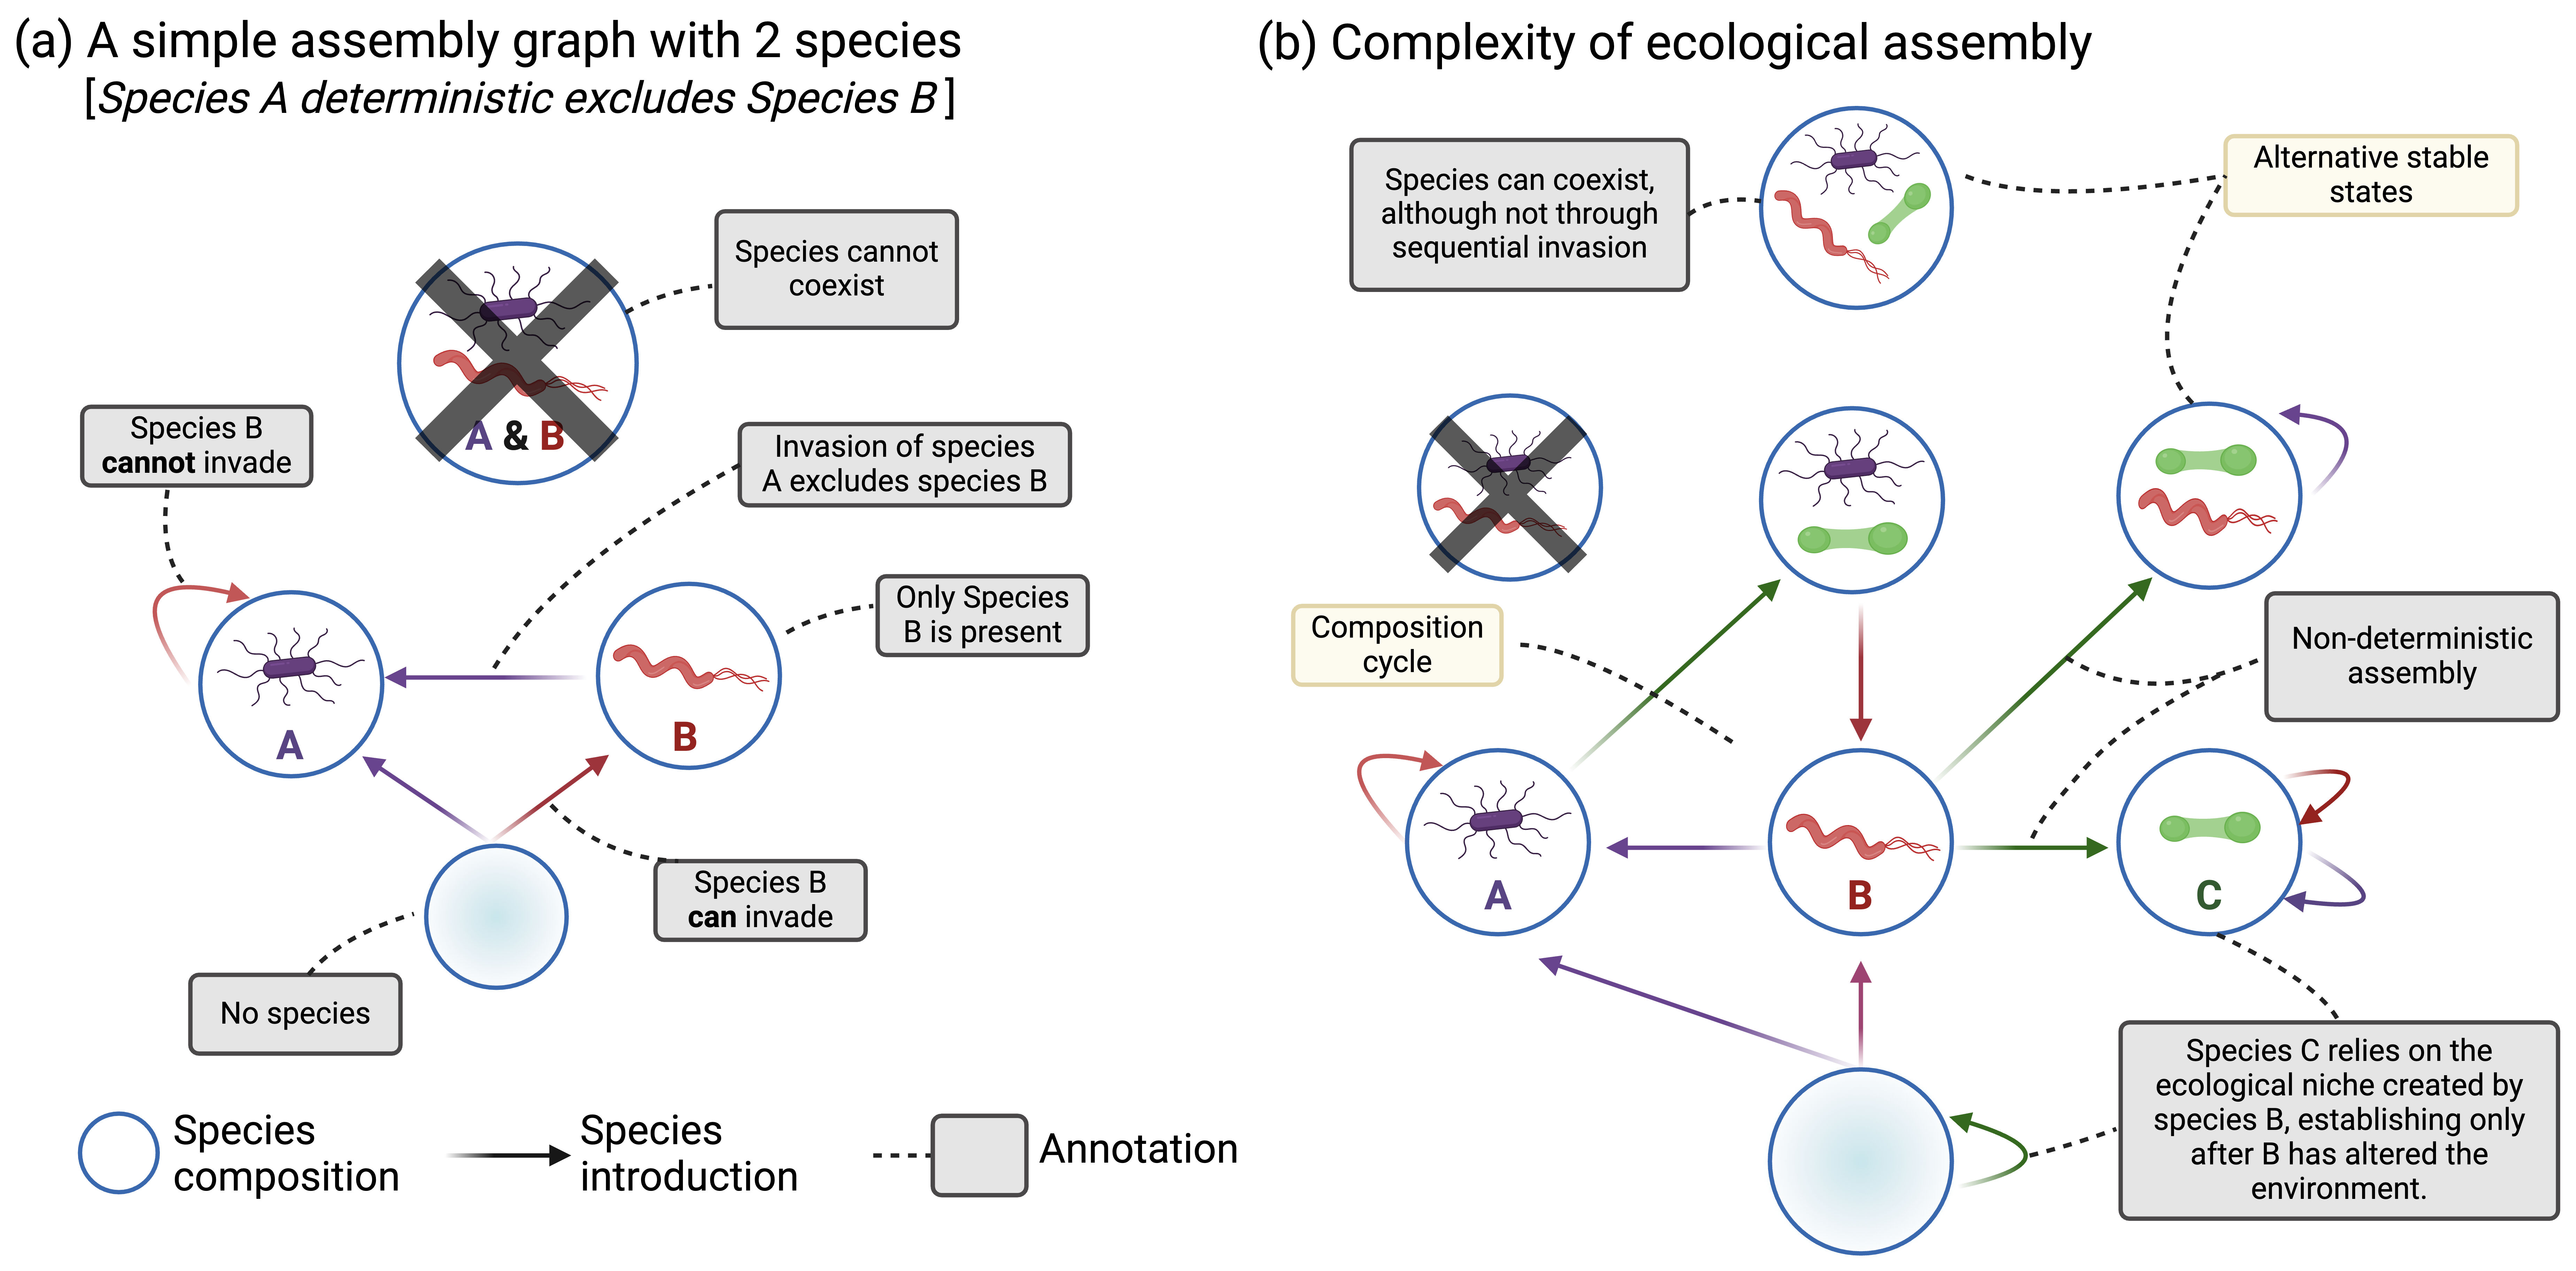 (a) A simple assembly graph with 2 species
[Species A deterministic excludes Species B ]
Species cannot
coexist
Species B
cannot invade
A & B
Invasion of species
A excludes species B
Only Species
B is present
A
B
Species B
can invade
No species
Species
composition
Species
introduction
Annotation
(b) Complexity of ecological assembly
Species can coexist,
although not through
sequential invasion
Alternative stable
states
Composition
cycle
Non-deterministic
assembly
A
B
C
Species C relies on the
ecological niche created by
species B, establishing only
after B has altered the
environment.